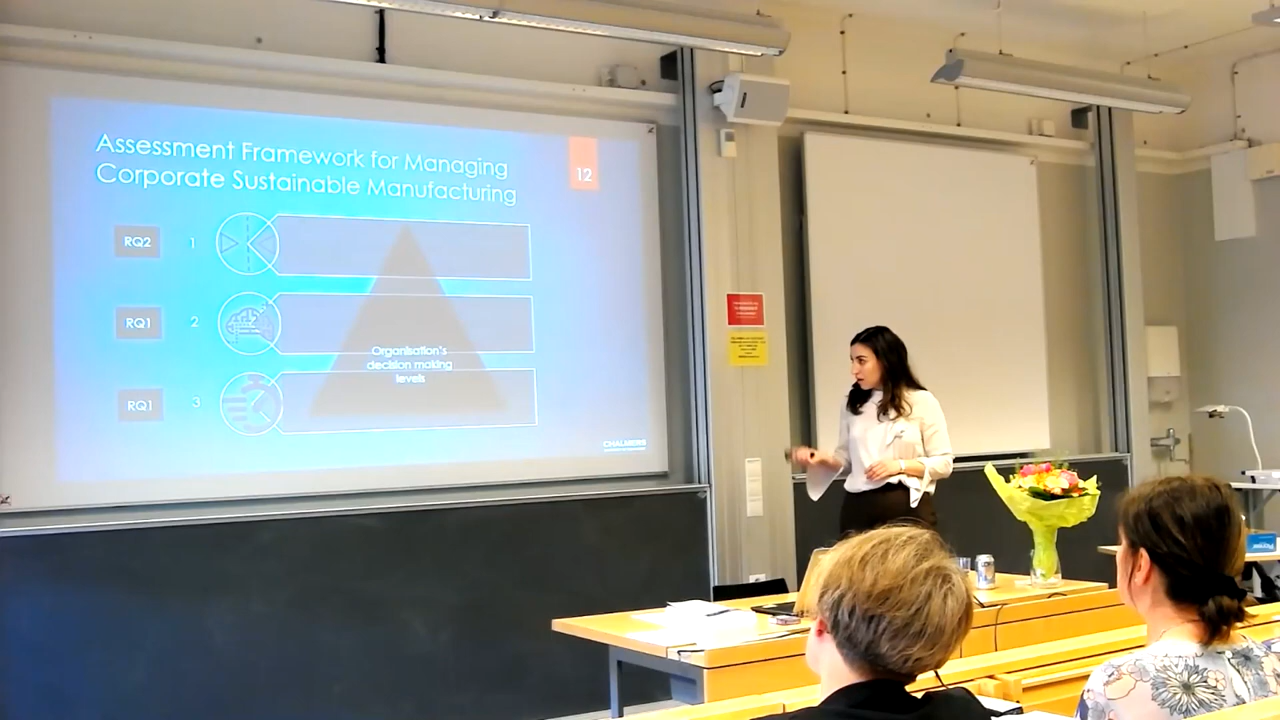 Assessment Framework for Managing
Corporate Sustainable Manufacturing
12
RQ2
1
RQ1
2
Organisation's
decision making
levels
RQ1
3
CHALMERS